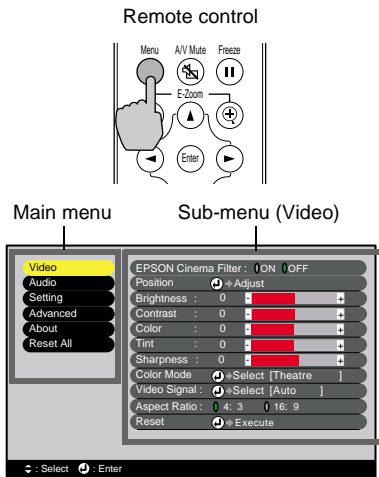 Remote control
Menu A/V Mute Freeze
E-Zoom
Enter
Main menu Sub-menu (Video)
Video
Audio
Setting
Advanced
About
Reset All
EPSON Cinema Filter : ON OFF
Position Adjust
Brightness : 0 - +
Contrast : 0 - +
Color : 0 - +
Tint : 0 - +
Sharpness : 0 - +
Color Mode Select [Theatre ]
Video Signal : Select [Auto ]
Aspect Ratio : 4: 3 16: 9
Reset Execute
: Select : Enter